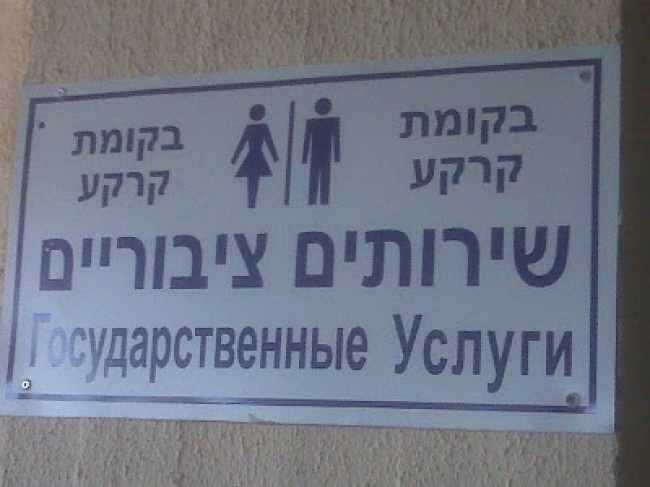 בקומת
קרקע
בקומת
קרקע
שירותים ציבוריים
Государственные Услуги